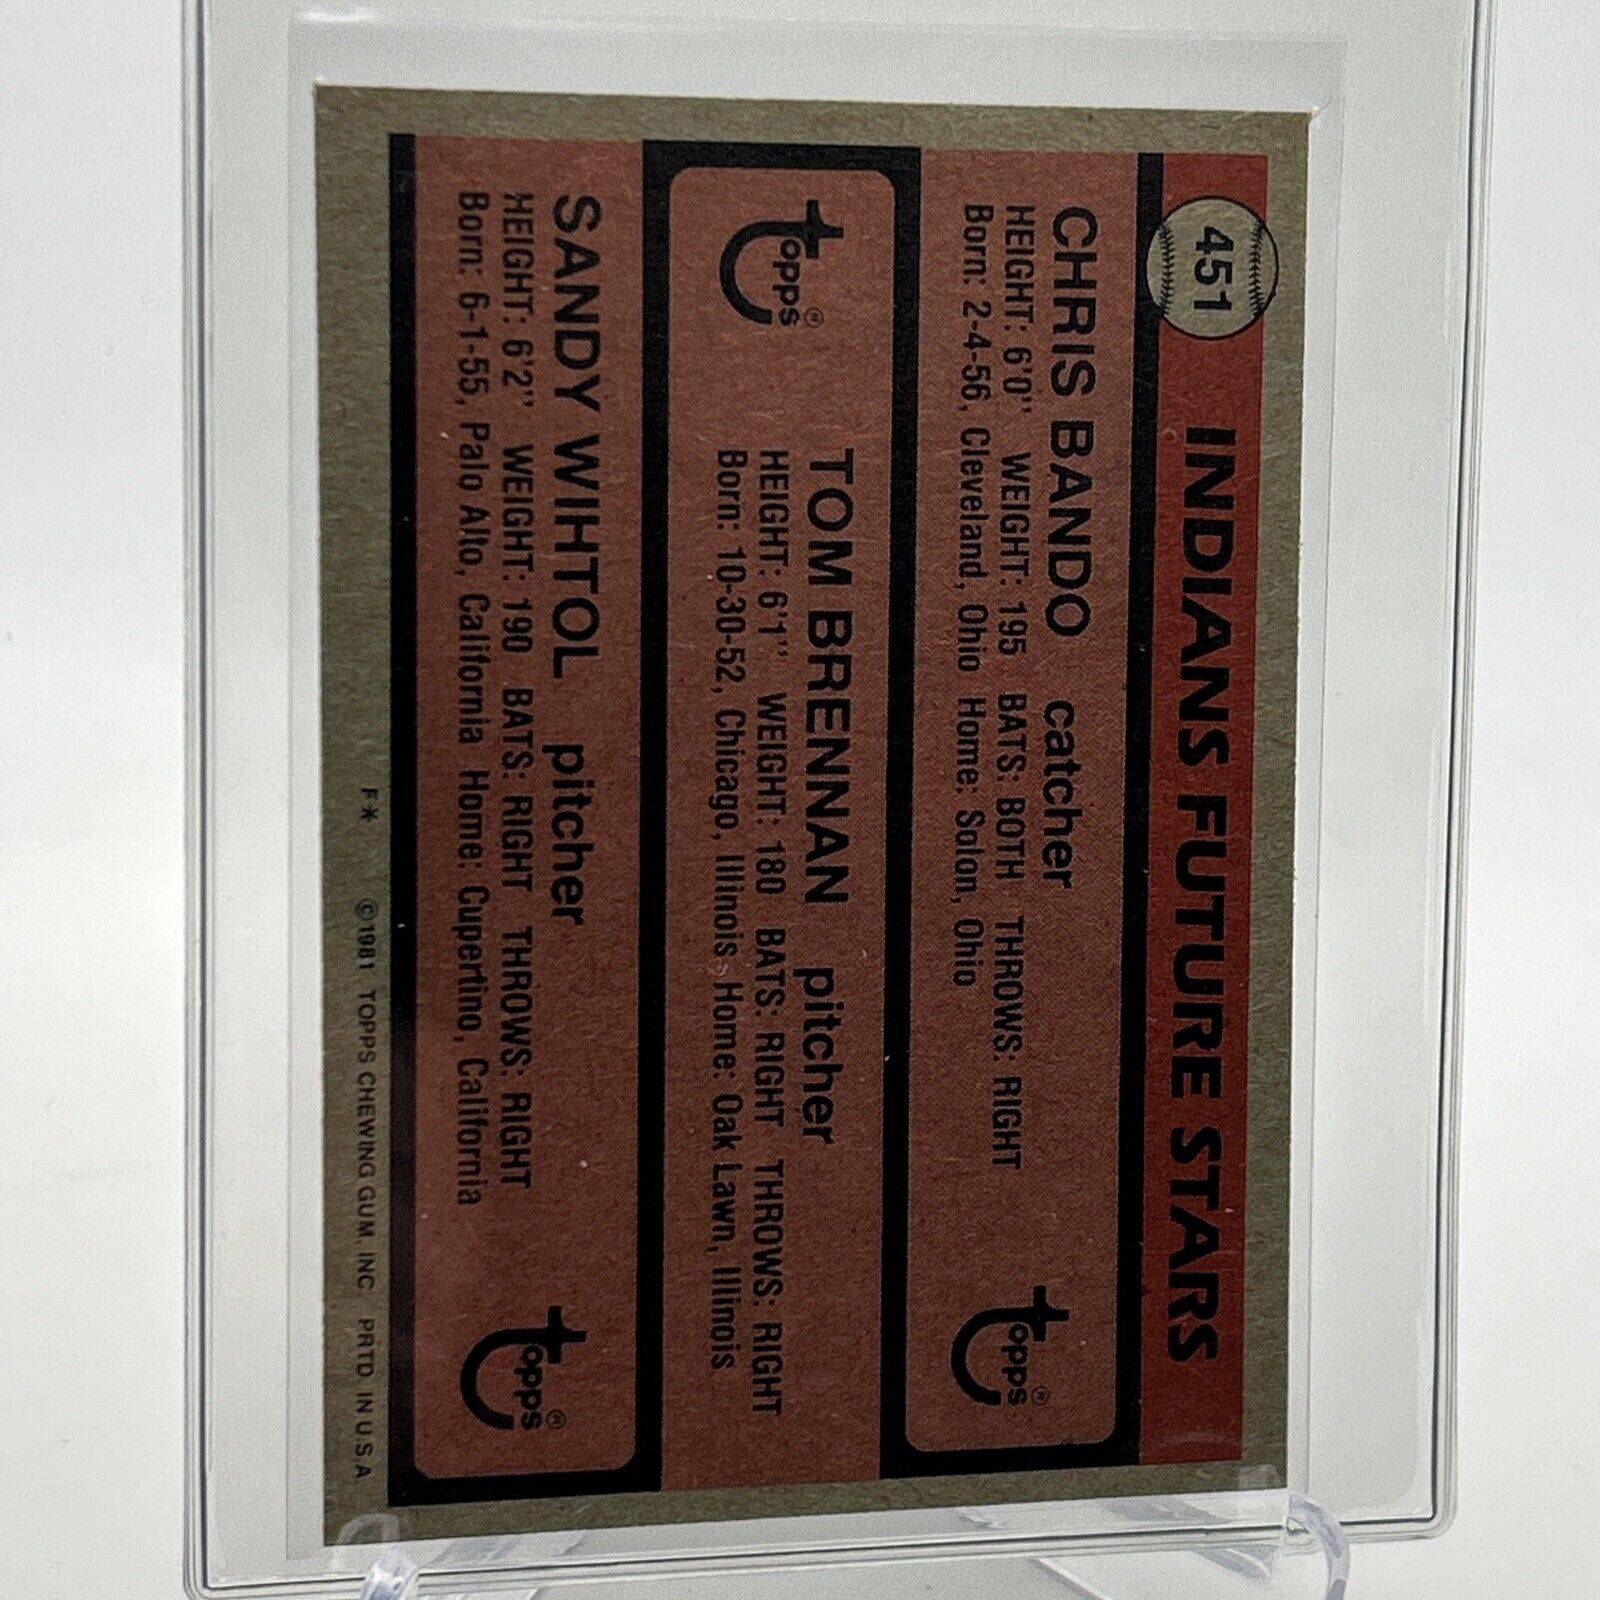 451 INDIANS FUTURE STARS
CHRIS BANDO catcher
HEIGHT: 6'0" WEIGHT: 195 BATS: BOTH THROWS: RIGHT
Born: 2-4-56, Cleveland, Ohio Home: Solon, Ohio
topps®
topps®
TOM BRENNAN pitcher
HEIGHT: 6'1" WEIGHT: 180 BATS: RIGHT THROWS: RIGHT
Born: 10-30-52, Chicago, Illinois Home: Oak Lawn, Illinois
SANDY WIHTOL pitcher
HEIGHT: 6'2" WEIGHT: 190 BATS: RIGHT THROWS: RIGHT
Born: 6-1-55, Palo Alto, California Home: Cupertino, California
topps®
F* ©1981 TOPPS CHEWING GUM, INC PRTD IN U.S.A